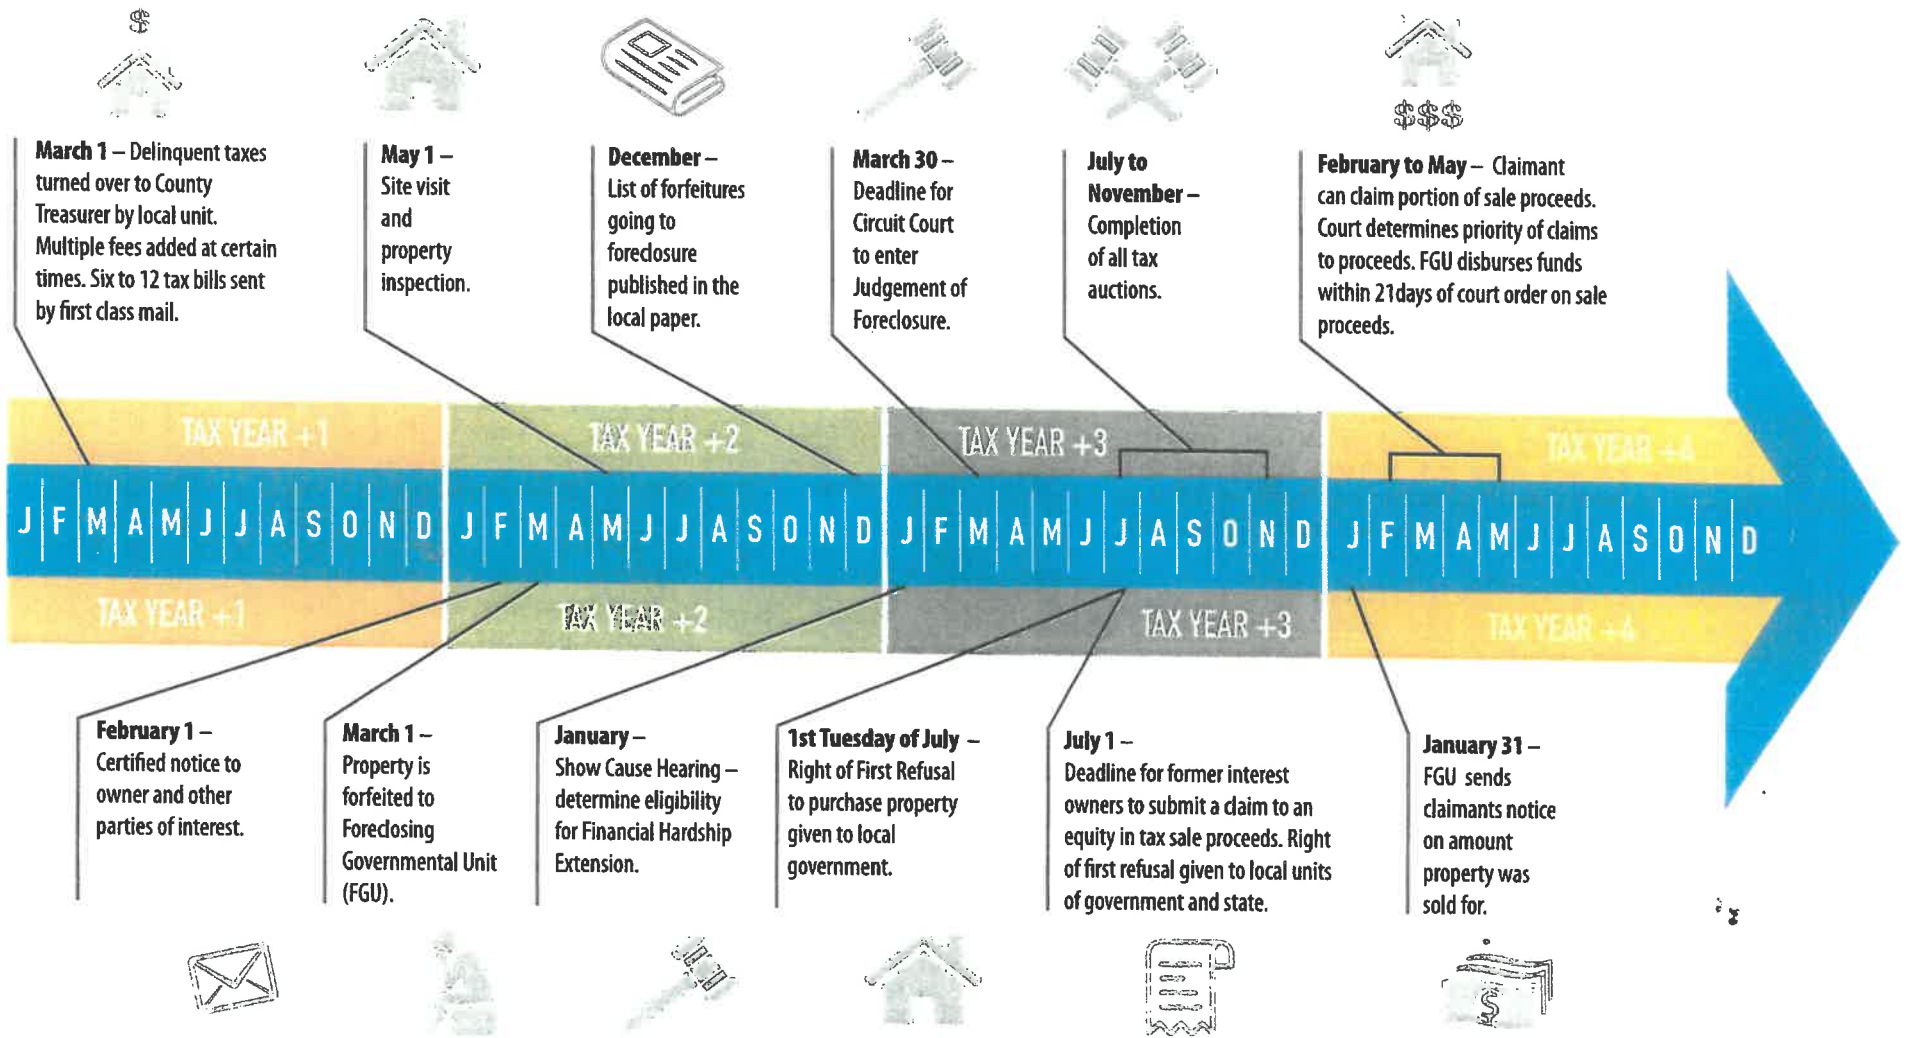 $
$$$
March 1 – Delinquent taxes
turned over to County
Treasurer by local unit.
Multiple fees added at certain
times. Six to 12 tax bills sent
by first class mail.
May 1 –
Site visit
and
property
inspection.
December –
List of forfeitures
going to
foreclosure
published in the
local paper.
March 30 –
Deadline for
Circuit Court
to enter
Judgement of
Foreclosure.
July to
November –
Completion
of all tax
auctions.
February to May – Claimant
can claim portion of sale proceeds.
Court determines priority of claims
to proceeds. FGU disburses funds
within 21days of court order on sale
proceeds.
TAX YEAR +1
TAX YEAR +2
TAX YEAR +3
TAX YEAR +4
J F M A M J J A S O N D J F M A M J J A S O N D J F M A M J J A S O N D J F M A M J J A S O N D
TAX YEAR +1
TAX YEAR +2
TAX YEAR +3
TAX YEAR +4
February 1 –
Certified notice to
owner and other
parties of interest.
March 1 –
Property is
forfeited to
Foreclosing
Governmental Unit
(FGU).
January –
Show Cause Hearing –
determine eligibility
for Financial Hardship
Extension.
1st Tuesday of July –
Right of First Refusal
to purchase property
given to local
government.
July 1 –
Deadline for former interest
owners to submit a claim to an
equity in tax sale proceeds. Right
of first refusal given to local units
of government and state.
January 31 –
FGU sends
claimants notice
on amount
property was
sold for.
$